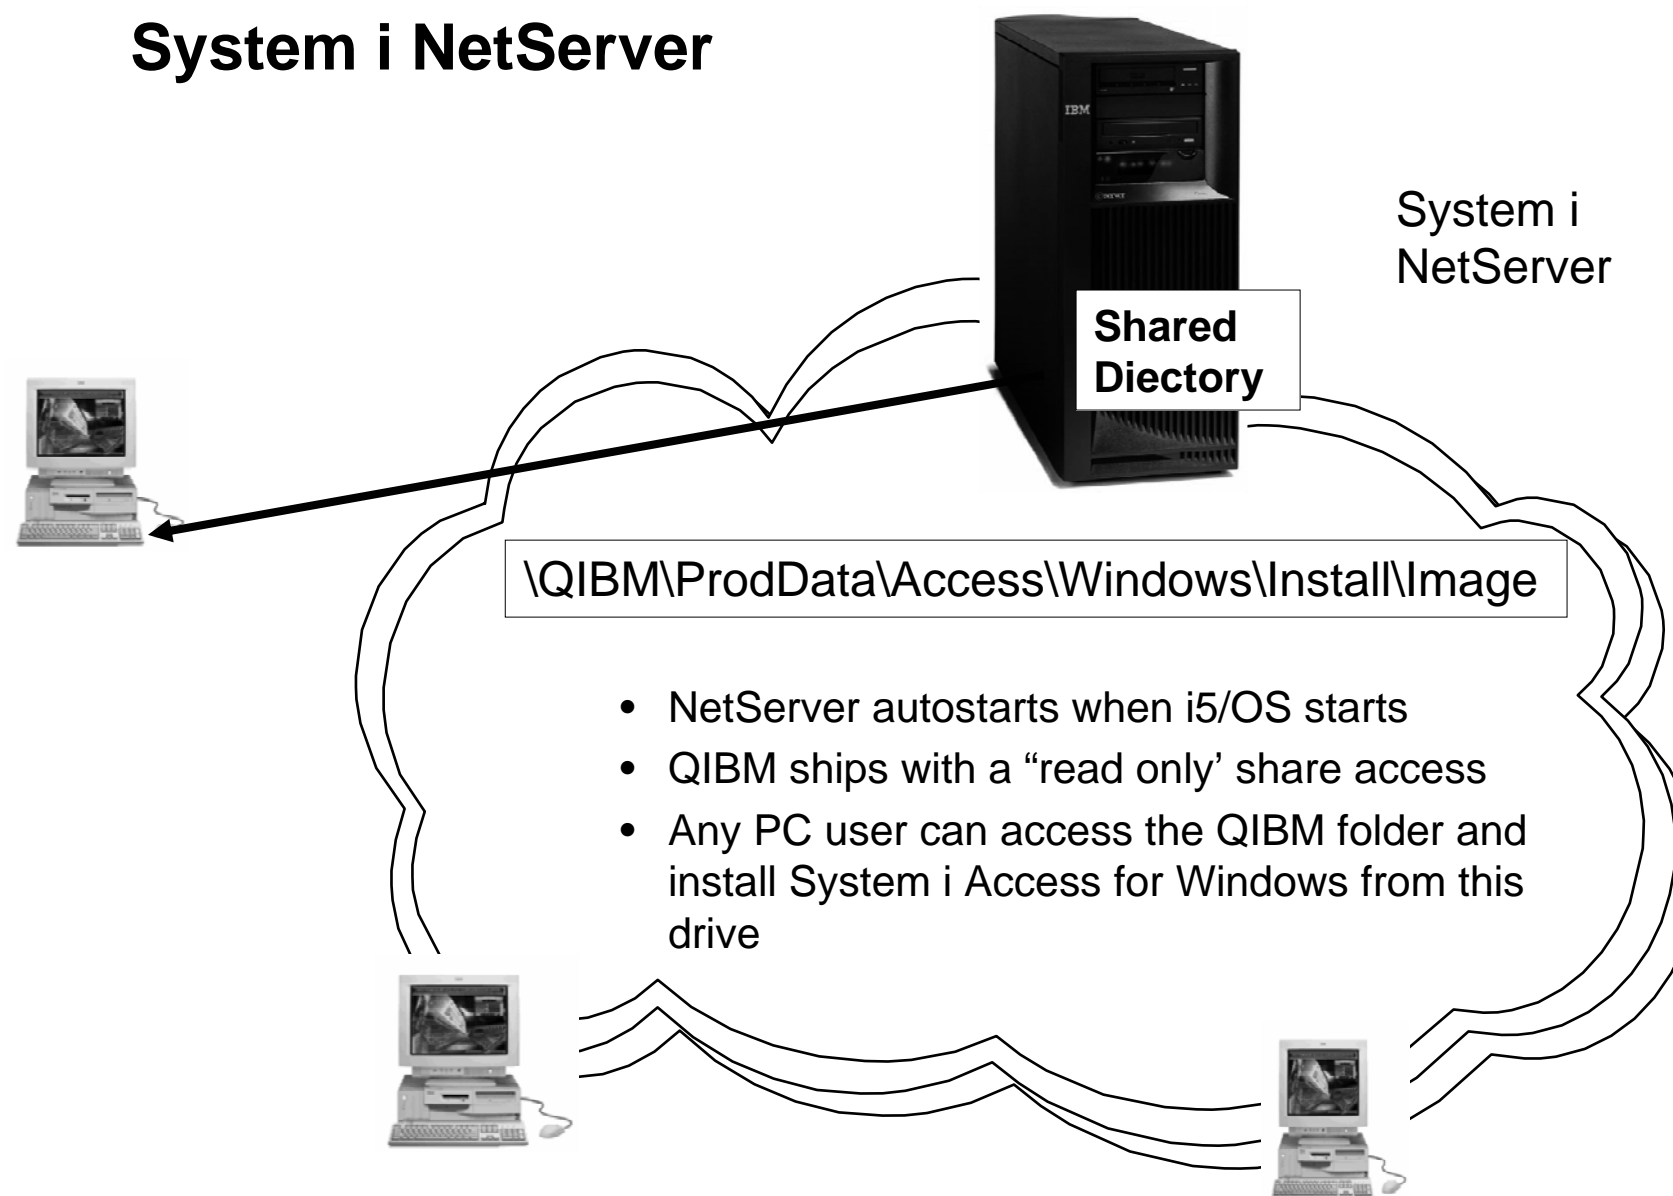 System i NetServer
IBM
System i
NetServer
Shared
Diectory
\QIBM\ProdData\Access\Windows\Install\Image
• NetServer autostarts when i5/OS starts
• QIBM ships with a “read only’ share access
• Any PC user can access the QIBM folder and
install System i Access for Windows from this
drive